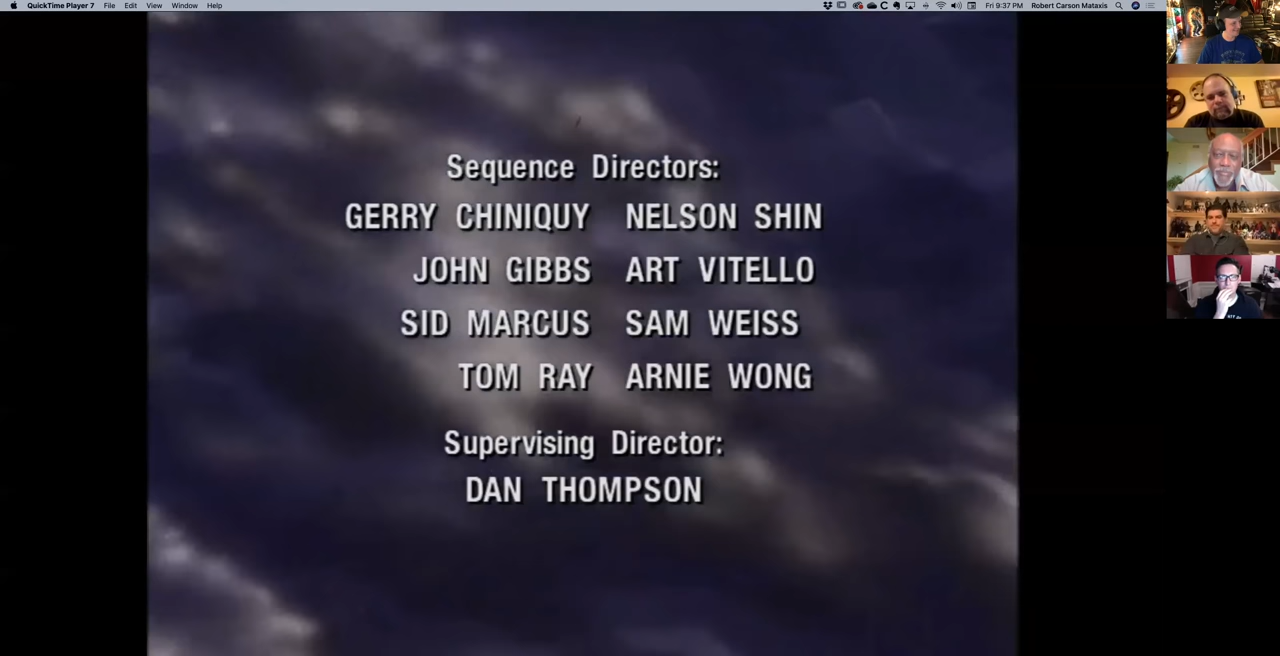 QuickTime Player 7 File Edit View Window Help Fri 9:37 PM Robert Carson Mataxis
Sequence Directors:
GERRY CHINIQUY NELSON SHIN
JOHN GIBBS ART VITELLO
SID MARCUS SAM WEISS
TOM RAY ARNIE WONG
Supervising Director:
DAN THOMPSON